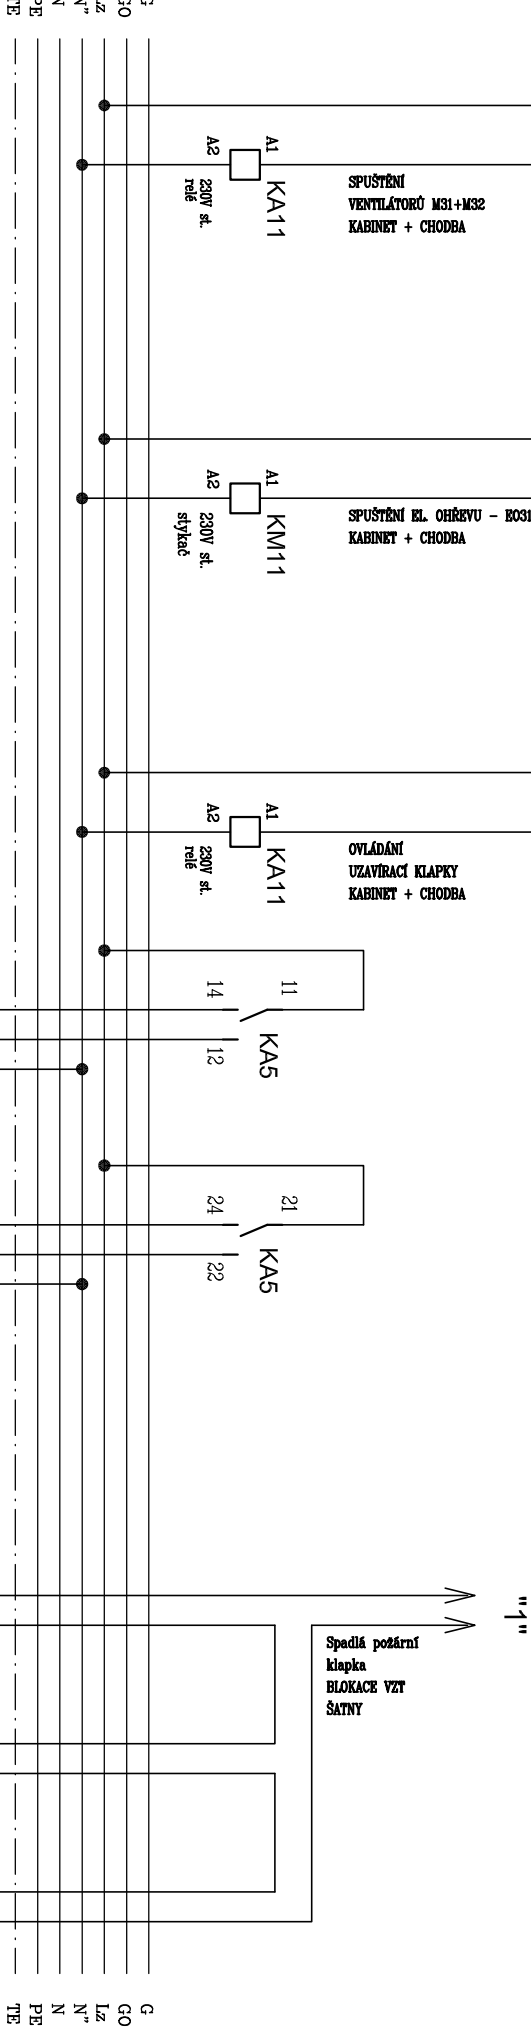 G
GO
Lz
N"
N
PE
TE
A1
KA11
A2
230V st.
relé
SPUŠTĚNÍ
VENTILÁTORŮ M31+M32
KABINET + CHODBA
A1
KM11
A2
230V st.
stykač
SPUŠTĚNÍ EL. OHŘEVU - EO31
KABINET + CHODBA
A1
KA11
A2
230V st.
relé
OVLÁDÁNÍ
UZAVÍRACÍ KLAPKY
KABINET + CHODBA
11
14
KA5
12
21
24
KA5
22
"1"
Spadlá požární
klapka
BLOKACE VZT
ŠATNY
G
GO
Lz
N"
N
PE
TE